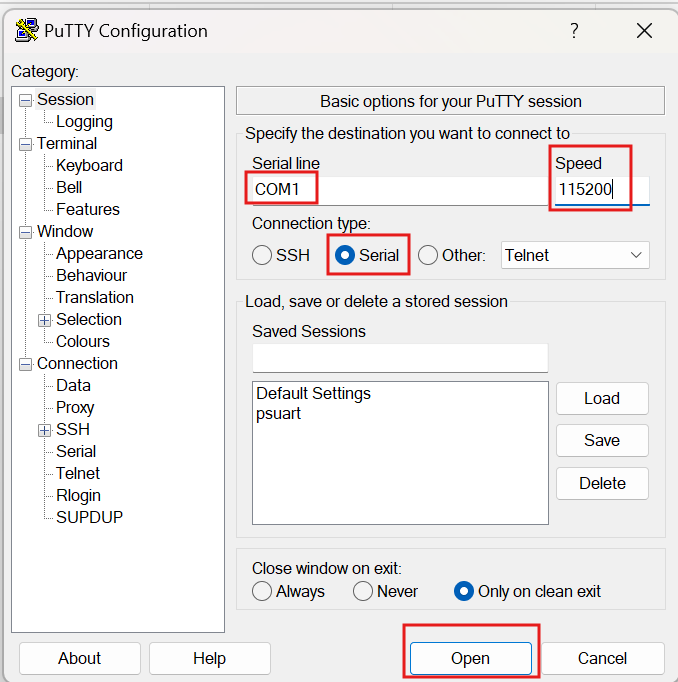 PuTTY Configuration
?
Category:
Session
Logging
Terminal
Keyboard
Bell
Features
Window
Appearance
Behaviour
Translation
Selection
Colours
Connection
Data
Proxy
SSH
Serial
Telnet
Rlogin
SUPDUP
Basic options for your PuTTY session
Specify the destination you want to connect to
Serial line Speed
COM1 115200
Connection type:
SSH Serial Other: Telnet
Load, save or delete a stored session
Saved Sessions
Default Settings
psuart
Load
Save
Delete
Close window on exit:
Always Never Only on clean exit
About Help Open Cancel